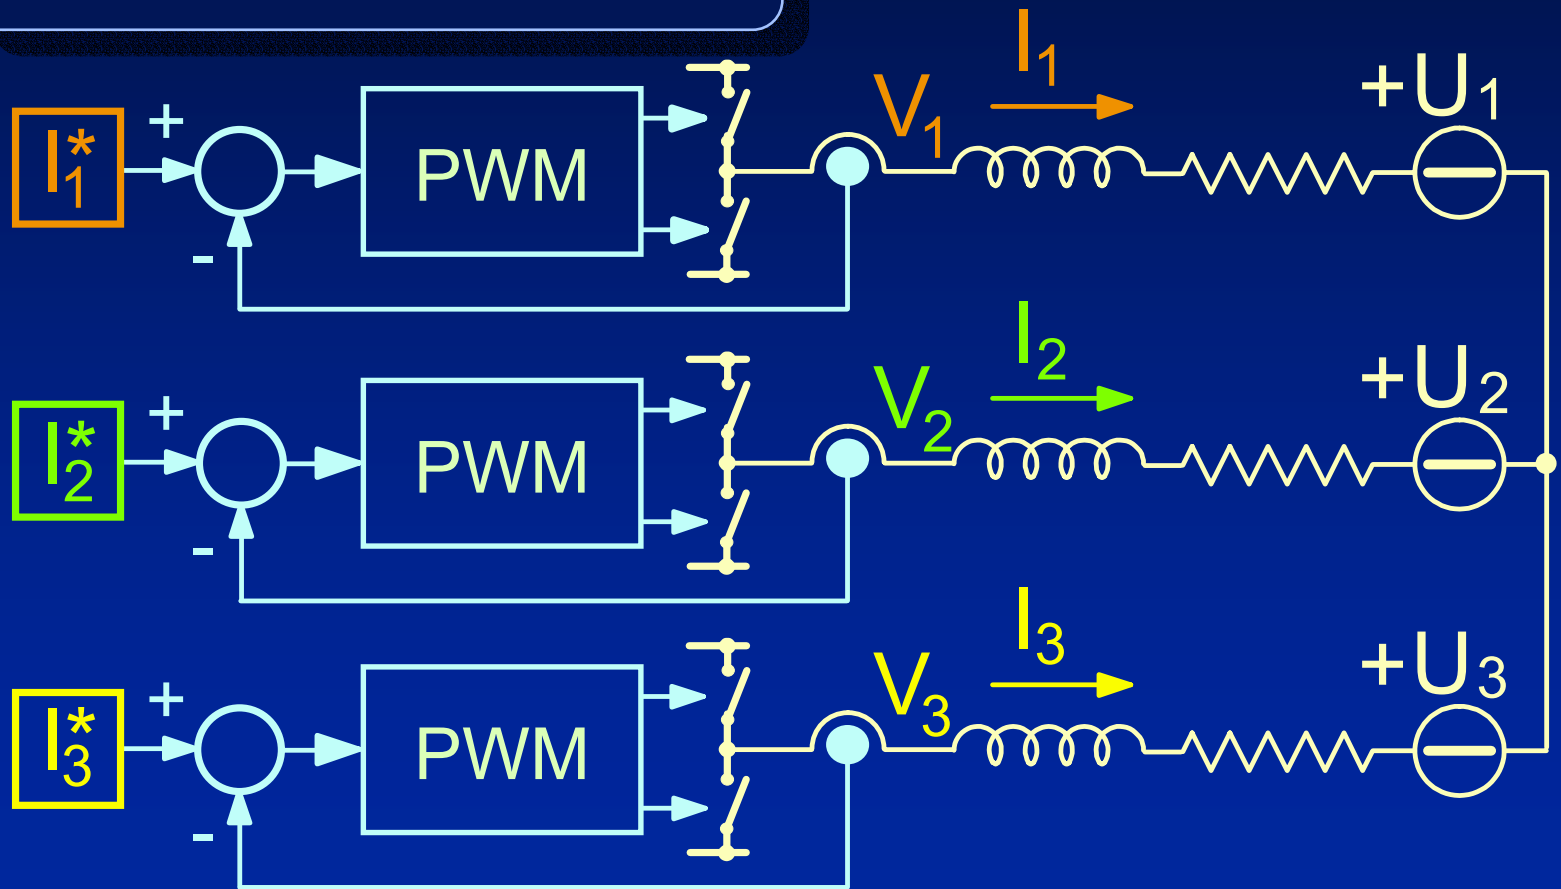 I₁* + - PWM V₁ I₁ +U₁
I₂* + - PWM V₂ I₂ +U₂
I₃* + - PWM V₃ I₃ +U₃